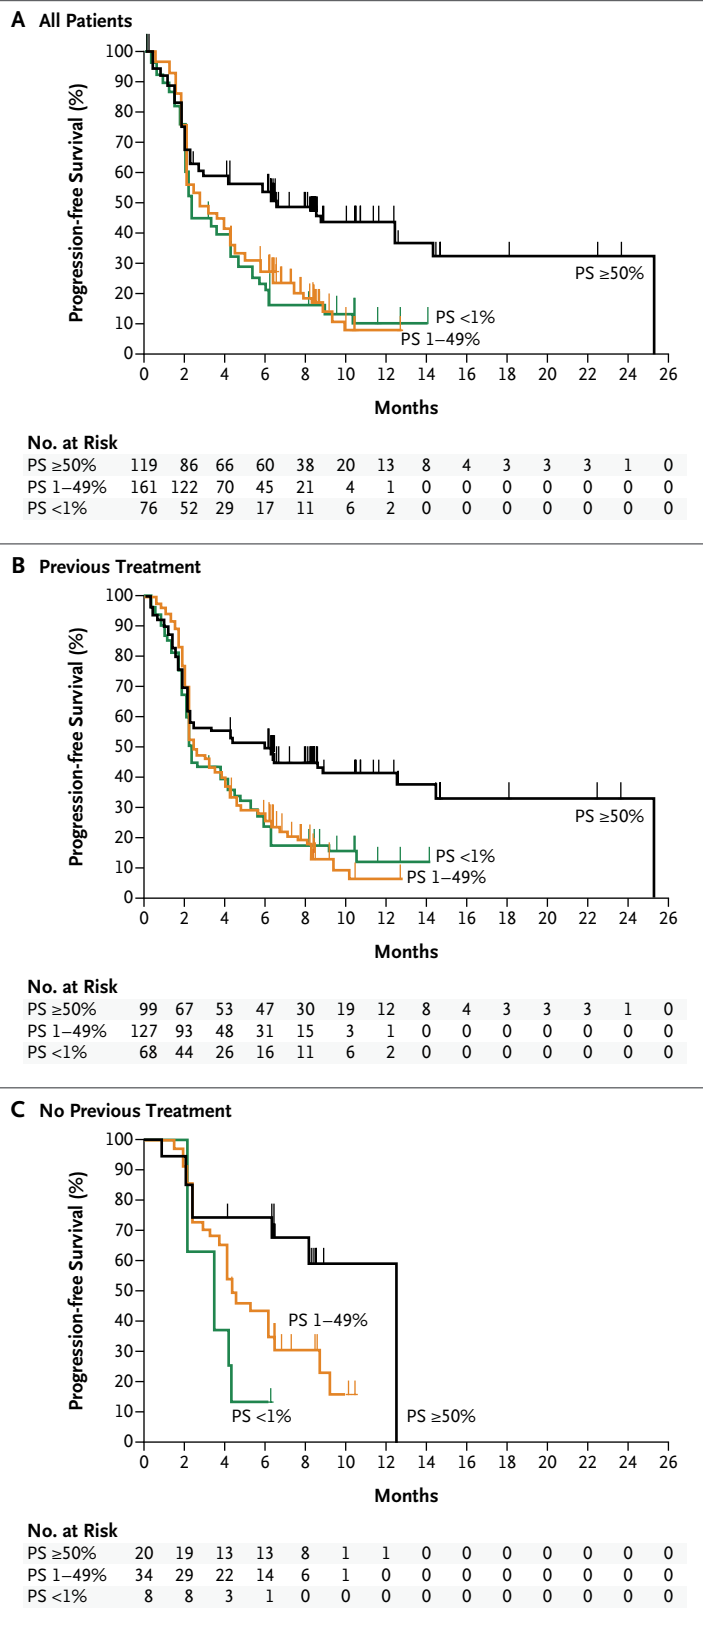 A All Patients
Progression-free Survival (%)
100
90
80
70
60
50
40
30
20
10
0
PS ≥50%
PS <1%
PS 1–49%
0 2 4 6 8 10 12 14 16 18 20 22 24 26
Months
No. at Risk
PS ≥50% 119 86 66 60 38 20 13 8 4 3 3 3 1 0
PS 1–49% 161 122 70 45 21 4 1 0 0 0 0 0 0 0
PS <1% 76 52 29 17 11 6 2 0 0 0 0 0 0 0
B Previous Treatment
Progression-free Survival (%)
100
90
80
70
60
50
40
30
20
10
0
PS ≥50%
PS <1%
PS 1–49%
0 2 4 6 8 10 12 14 16 18 20 22 24 26
Months
No. at Risk
PS ≥50% 99 67 53 47 30 19 12 8 4 3 3 3 1 0
PS 1–49% 127 93 48 31 15 3 1 0 0 0 0 0 0 0
PS <1% 68 44 26 16 11 6 2 0 0 0 0 0 0 0
C No Previous Treatment
Progression-free Survival (%)
100
90
80
70
60
50
40
30
20
10
0
PS 1–49%
PS <1%
PS ≥50%
0 2 4 6 8 10 12 14 16 18 20 22 24 26
Months
No. at Risk
PS ≥50% 20 19 13 13 8 1 1 0 0 0 0 0 0 0
PS 1–49% 34 29 22 14 6 1 0 0 0 0 0 0 0 0
PS <1% 8 8 3 1 0 0 0 0 0 0 0 0 0 0